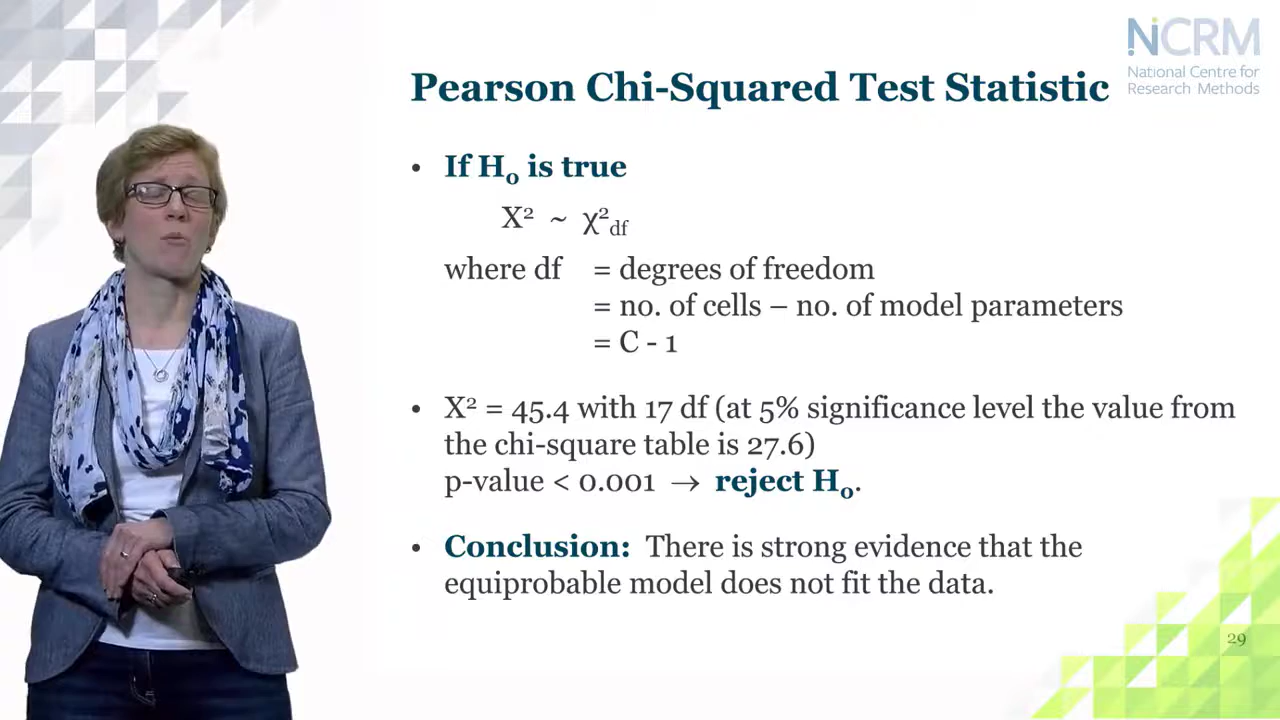 NCRM
National Centre for
Research Methods
Pearson Chi-Squared Test Statistic
• If H₀ is true
X² ~ χ²df
where df = degrees of freedom
= no. of cells – no. of model parameters
= C - 1
• X² = 45.4 with 17 df (at 5% significance level the value from
the chi-square table is 27.6)
p-value < 0.001 → reject H₀.
• Conclusion: There is strong evidence that the
equiprobable model does not fit the data.
29